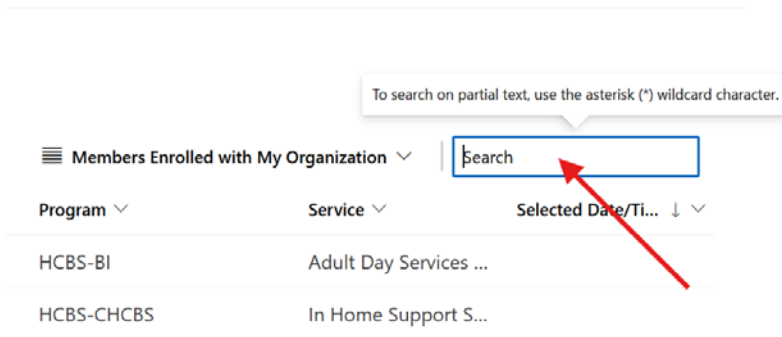 To search on partial text, use the asterisk (*) wildcard character.
Members Enrolled with My Organization Search
Program Service Selected Date/Ti... ↓
HCBS-BI Adult Day Services ...
HCBS-CHCBS In Home Support S...